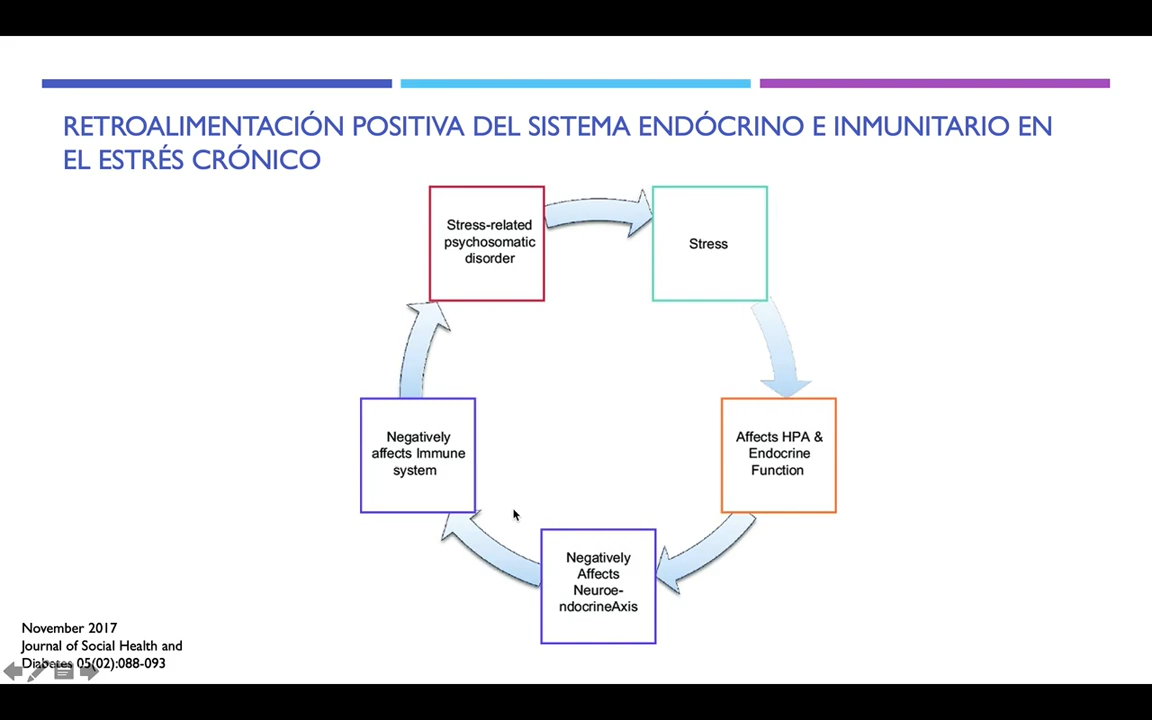 RETROALIMENTACIÓN POSITIVA DEL SISTEMA ENDÓCRINO E INMUNITARIO EN
EL ESTRÉS CRÓNICO
Stress-related
psychosomatic
disorder
Stress
Affects HPA &
Endocrine
Function
Negatively
Affects
Neuroe-
ndocrineAxis
Negatively
affects Immune
system
November 2017
Journal of Social Health and
Diabetes 05(02):088-093